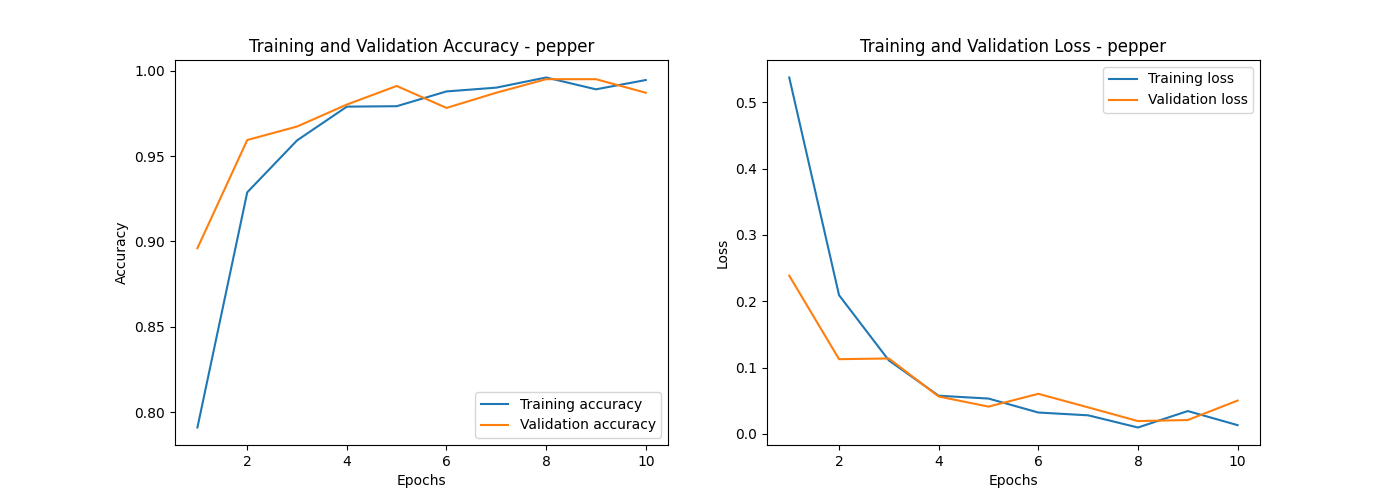 Training and Validation Accuracy - pepper
1.00
0.95
0.90
0.85
0.80
Accuracy
2 4 6 8 10
Epochs
Training accuracy
Validation accuracy
Training and Validation Loss - pepper
0.5
0.4
0.3
0.2
0.1
0.0
Loss
2 4 6 8 10
Epochs
Training loss
Validation loss